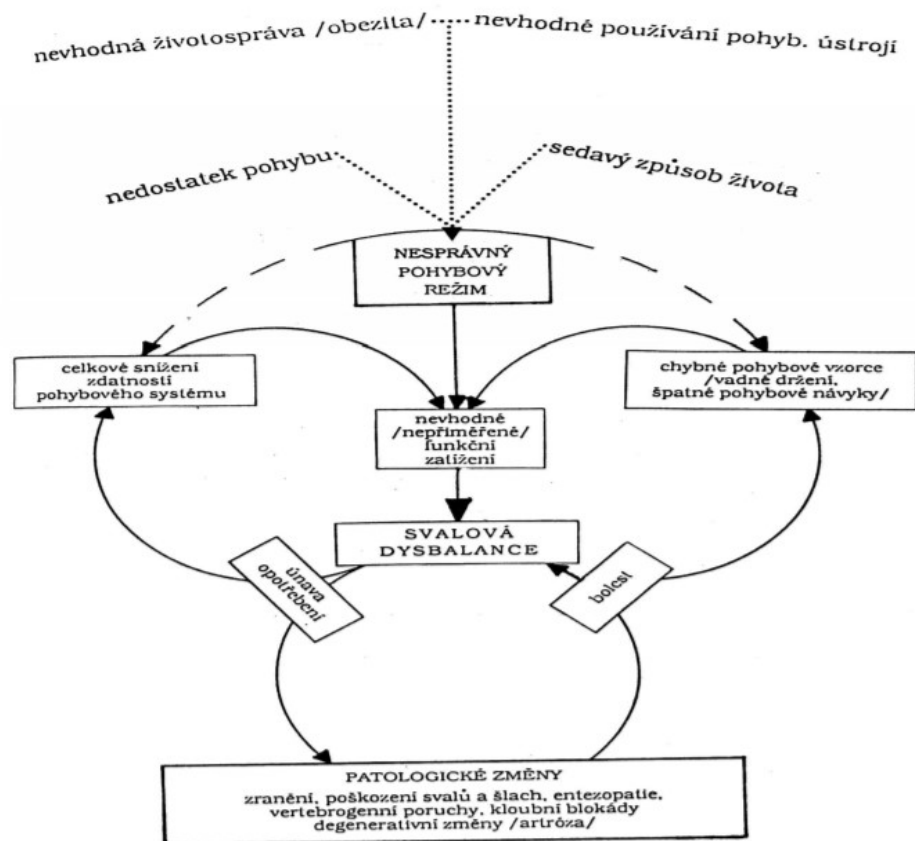 nevhodná životospráva /obezita/
nevhodné používání pohyb. ústrojí
nedostatek pohybu
sedavý způsob života
NESPRÁVNÝ
POHYBOVÝ
REŽIM
celkové snížení
zdatnosti
pohybového systému
chybné pohybové vzorce
/vadné držení,
špatné pohybové návyky/
nevhodné
/nepřiměřené/
funkční
zatížení
SVALOVÁ
DYSBALANCE
únava
opotřebení
bolest
PATOLOGICKÉ ZMĚNY
zranění, poškození svalů a šlach, entezopatie,
vertebrogenní poruchy, kloubní blokády
degenerativní změny /artróza/